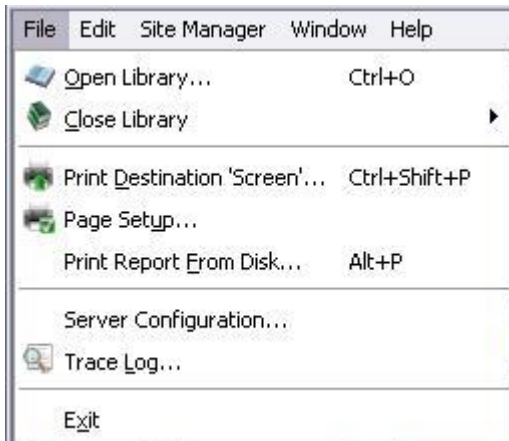 File Edit Site Manager Window Help
Open Library... Ctrl+O
Close Library
Print Destination 'Screen'... Ctrl+Shift+P
Page Setup...
Print Report From Disk... Alt+P
Server Configuration...
Trace Log...
Exit